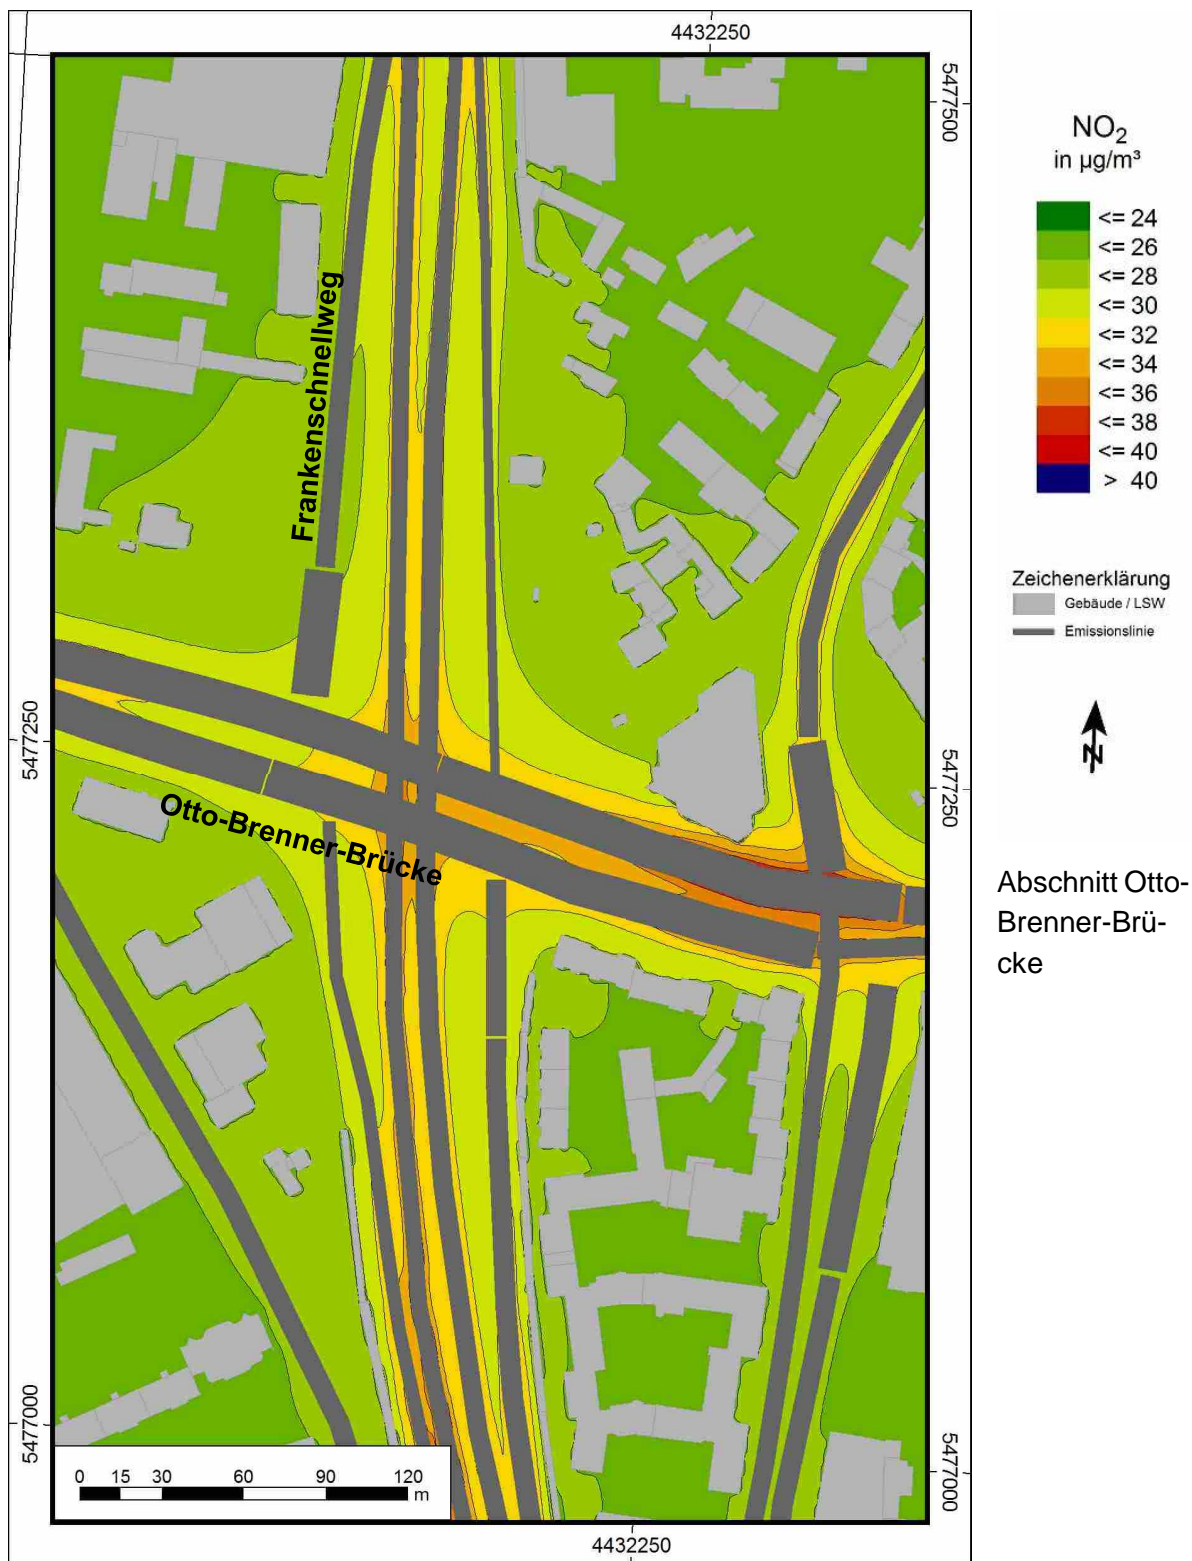 4432250
5477500
NO₂
in µg/m³
<= 24
<= 26
<= 28
<= 30
<= 32
<= 34
<= 36
<= 38
<= 40
> 40
Frankenschnellweg
Zeichenerklärung
Gebäude / LSW
Emissionslinie
N
5477250
5477250
Otto-Brenner-Brücke
Abschnitt Otto-
Brenner-Brü-
cke
5477000
5477000
0 15 30 60 90 120
m
4432250